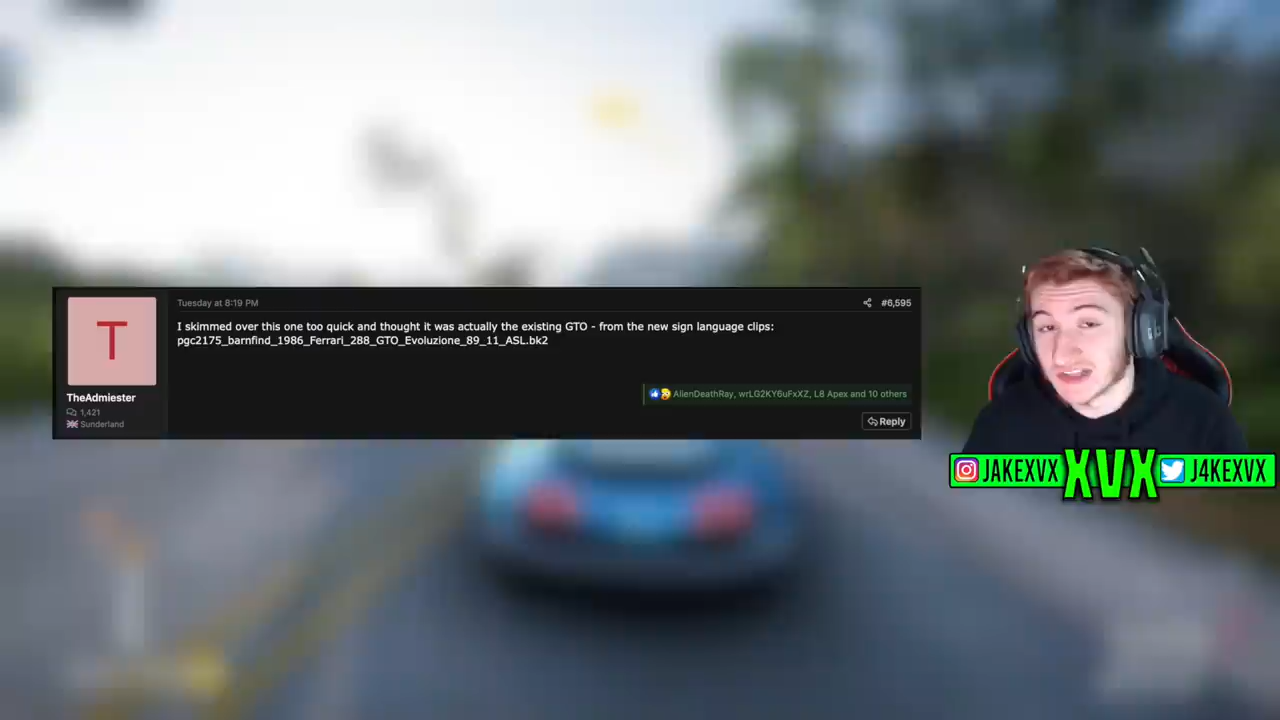 Tuesday at 8:19 PM
#6,595
T
I skimmed over this one too quick and thought it was actually the existing GTO - from the new sign language clips:
pgc2175_barnfind_1986_Ferrari_288_GTO_Evoluzione_89_11_ASL.bk2
TheAdmiester
1,421
Sunderland
AlienDeathRay, wrLG2KY6uFxXZ, L8 Apex and 10 others
Reply
JAKEXVX XVX J4KEXVX